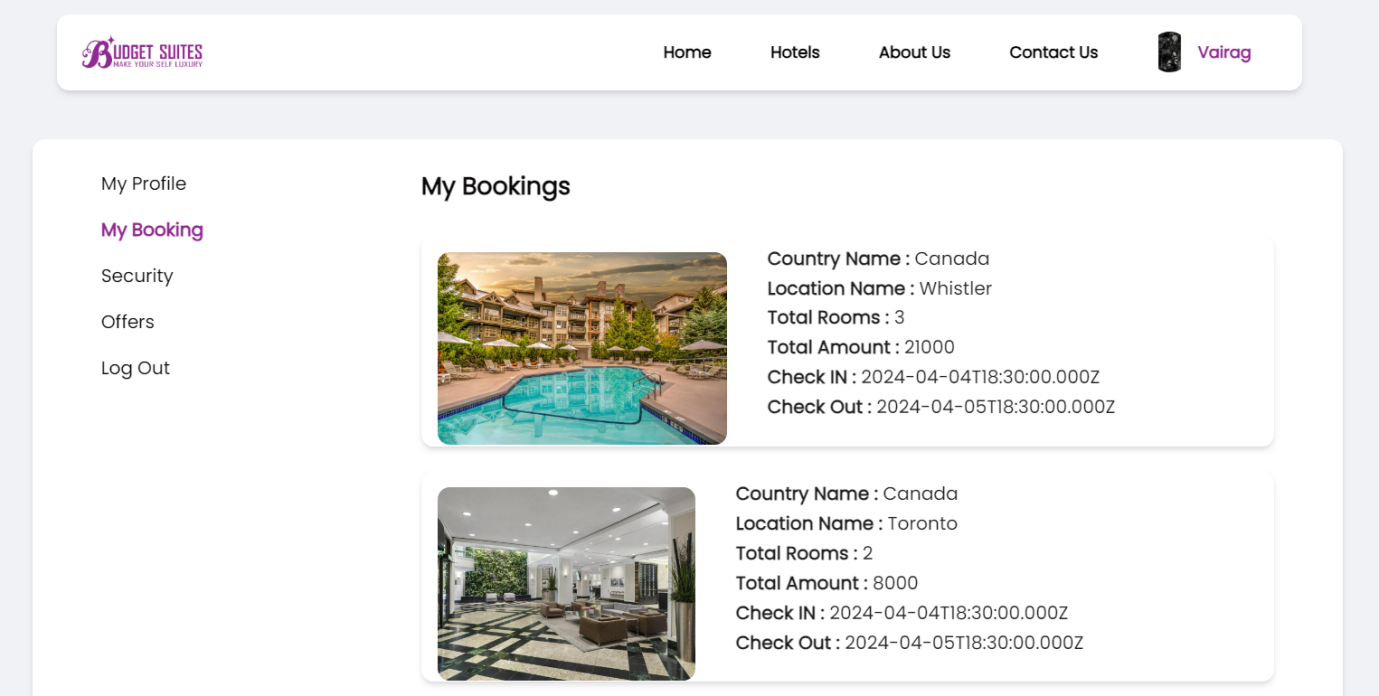 BUDGET SUITES
MAKE YOUR SELF LUXURY
Home
Hotels
About Us
Contact Us
Vairag
My Profile
My Booking
Security
Offers
Log Out
My Bookings
Country Name : Canada
Location Name : Whistler
Total Rooms : 3
Total Amount : 21000
Check IN : 2024-04-04T18:30:00.000Z
Check Out : 2024-04-05T18:30:00.000Z
Country Name : Canada
Location Name : Toronto
Total Rooms : 2
Total Amount : 8000
Check IN : 2024-04-04T18:30:00.000Z
Check Out : 2024-04-05T18:30:00.000Z